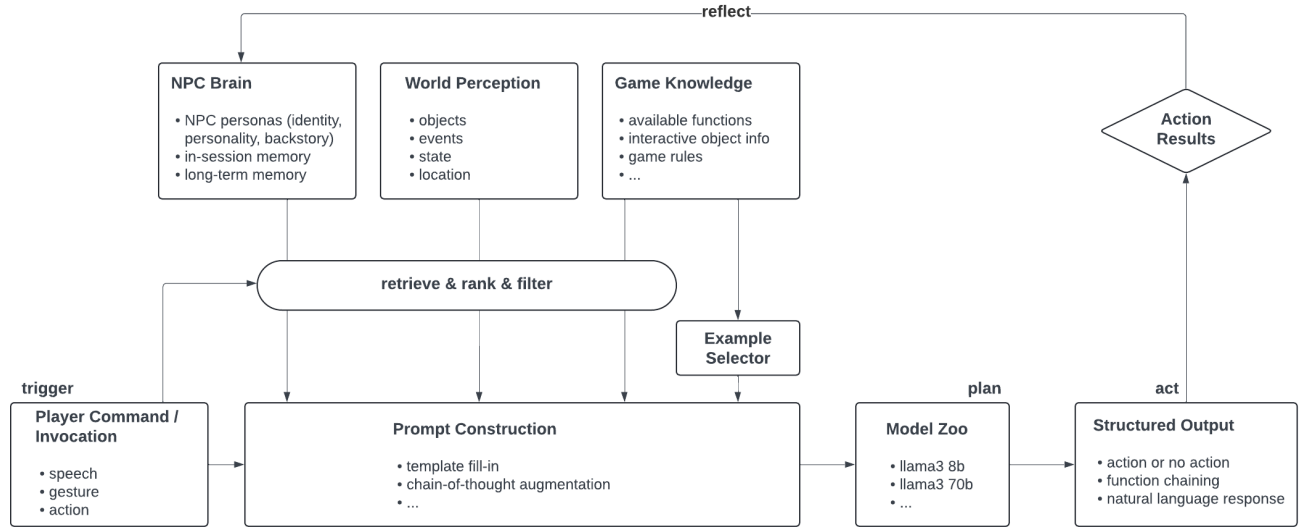 reflect
NPC Brain
• NPC personas (identity,
personality, backstory)
• in-session memory
• long-term memory
World Perception
• objects
• events
• state
• location
Game Knowledge
• available functions
• interactive object info
• game rules
• ...
Action
Results
retrieve & rank & filter
Example
Selector
trigger
Player Command /
Invocation
• speech
• gesture
• action
Prompt Construction
• template fill-in
• chain-of-thought augmentation
• ...
plan
Model Zoo
• llama3 8b
• llama3 70b
• ...
act
Structured Output
• action or no action
• function chaining
• natural language response